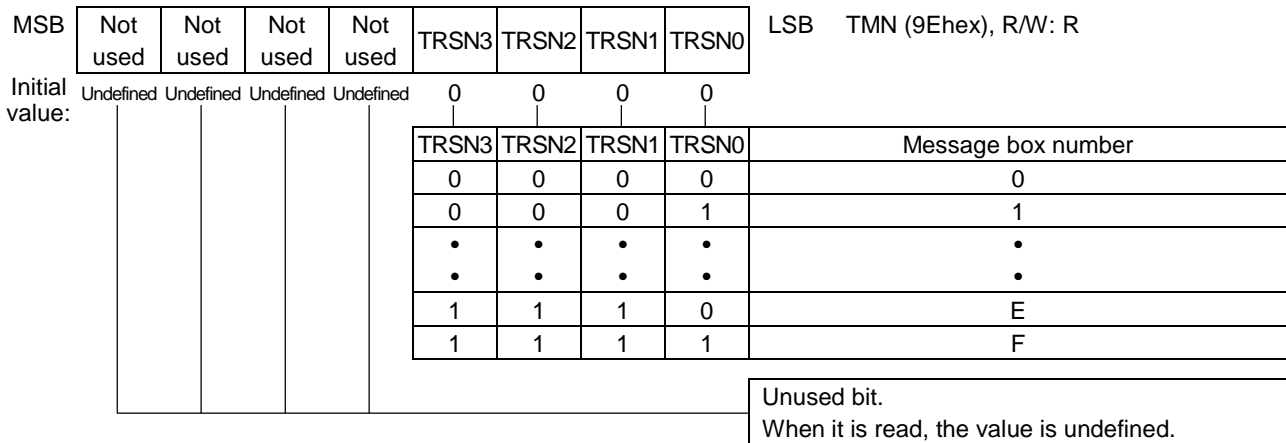 MSB Not used Not used Not used Not used TRSN3 TRSN2 TRSN1 TRSN0 LSB TMN (9Ehex), R/W: R
Initial value: Undefined Undefined Undefined Undefined 0 0 0 0
TRSN3 TRSN2 TRSN1 TRSN0 Message box number
0 0 0 0 0
0 0 0 1 1
• • • • •
• • • • •
1 1 1 0 E
1 1 1 1 F
Unused bit.
When it is read, the value is undefined.